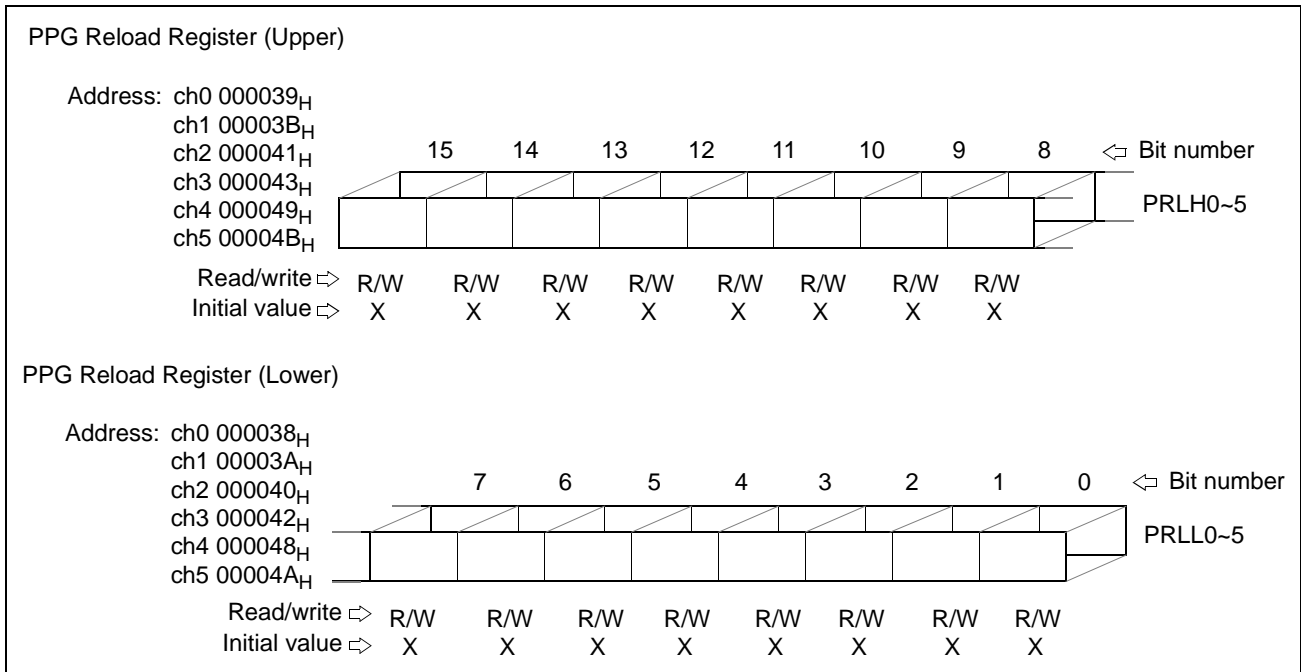 PPG Reload Register (Upper)
Address: ch0 000039H
ch1 00003BH
ch2 000041H
ch3 000043H
ch4 000049H
ch5 00004BH
15 14 13 12 11 10 9 8 ⇦ Bit number
PRLH0~5
Read/write ⇨ R/W R/W R/W R/W R/W R/W R/W R/W
Initial value ⇨ X X X X X X X X
PPG Reload Register (Lower)
Address: ch0 000038H
ch1 00003AH
ch2 000040H
ch3 000042H
ch4 000048H
ch5 00004AH
7 6 5 4 3 2 1 0 ⇦ Bit number
PRLL0~5
Read/write ⇨ R/W R/W R/W R/W R/W R/W R/W R/W
Initial value ⇨ X X X X X X X X